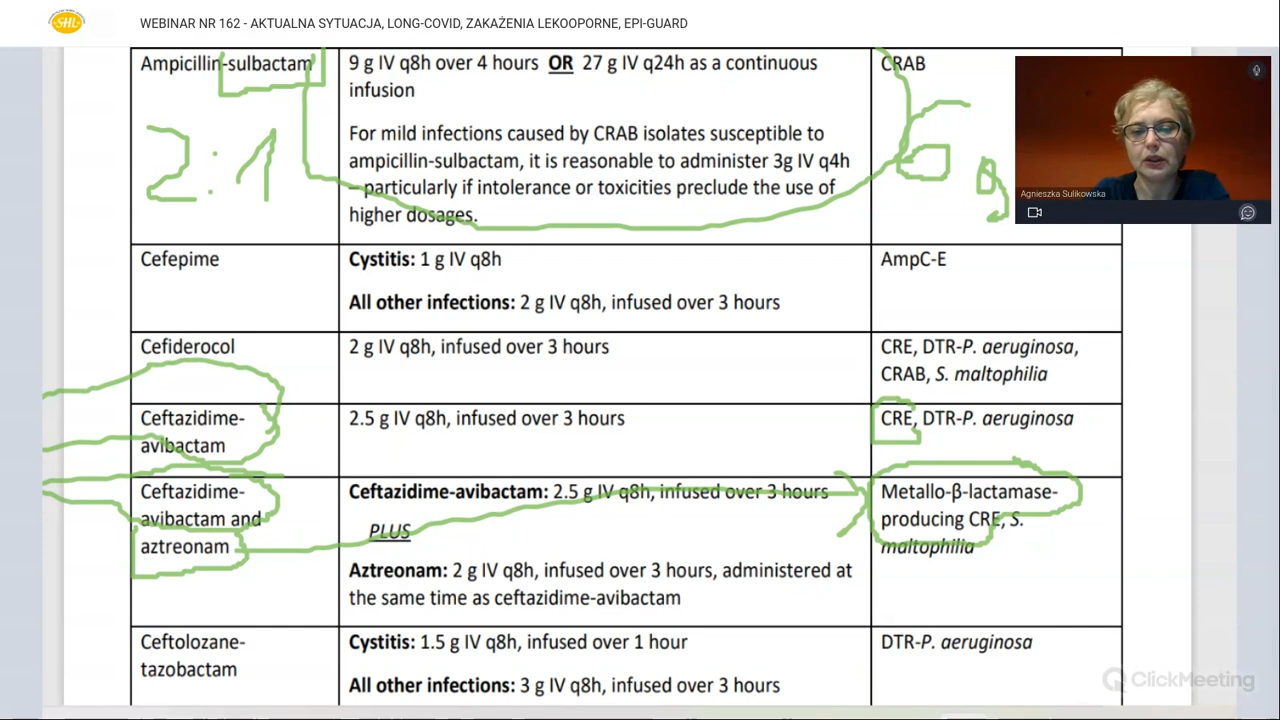 SHL
WEBINAR NR 162 - AKTUALNA SYTUACJA, LONG-COVID, ZAKAŻENIA LEKOOPORNE, EPI-GUARD
Ampicillin-sulbactam
9 g IV q8h over 4 hours OR 27 g IV q24h as a continuous
infusion
For mild infections caused by CRAB isolates susceptible to
ampicillin-sulbactam, it is reasonable to administer 3g IV q4h
– particularly if intolerance or toxicities preclude the use of
higher dosages.
CRAB
2:1
6 g
Agnieszka Sulikowska
Cefepime
Cystitis: 1 g IV q8h
All other infections: 2 g IV q8h, infused over 3 hours
AmpC-E
Cefiderocol
2 g IV q8h, infused over 3 hours
CRE, DTR-P. aeruginosa,
CRAB, S. maltophilia
Ceftazidime-
avibactam
2.5 g IV q8h, infused over 3 hours
CRE, DTR-P. aeruginosa
Ceftazidime-
avibactam and
aztreonam
Ceftazidime-avibactam: 2.5 g IV q8h, infused over 3 hours
PLUS
Aztreonam: 2 g IV q8h, infused over 3 hours, administered at
the same time as ceftazidime-avibactam
Metallo-β-lactamase-
producing CRE, S.
maltophilia
Ceftolozane-
tazobactam
Cystitis: 1.5 g IV q8h, infused over 1 hour
All other infections: 3 g IV q8h, infused over 3 hours
DTR-P. aeruginosa
ClickMeeting